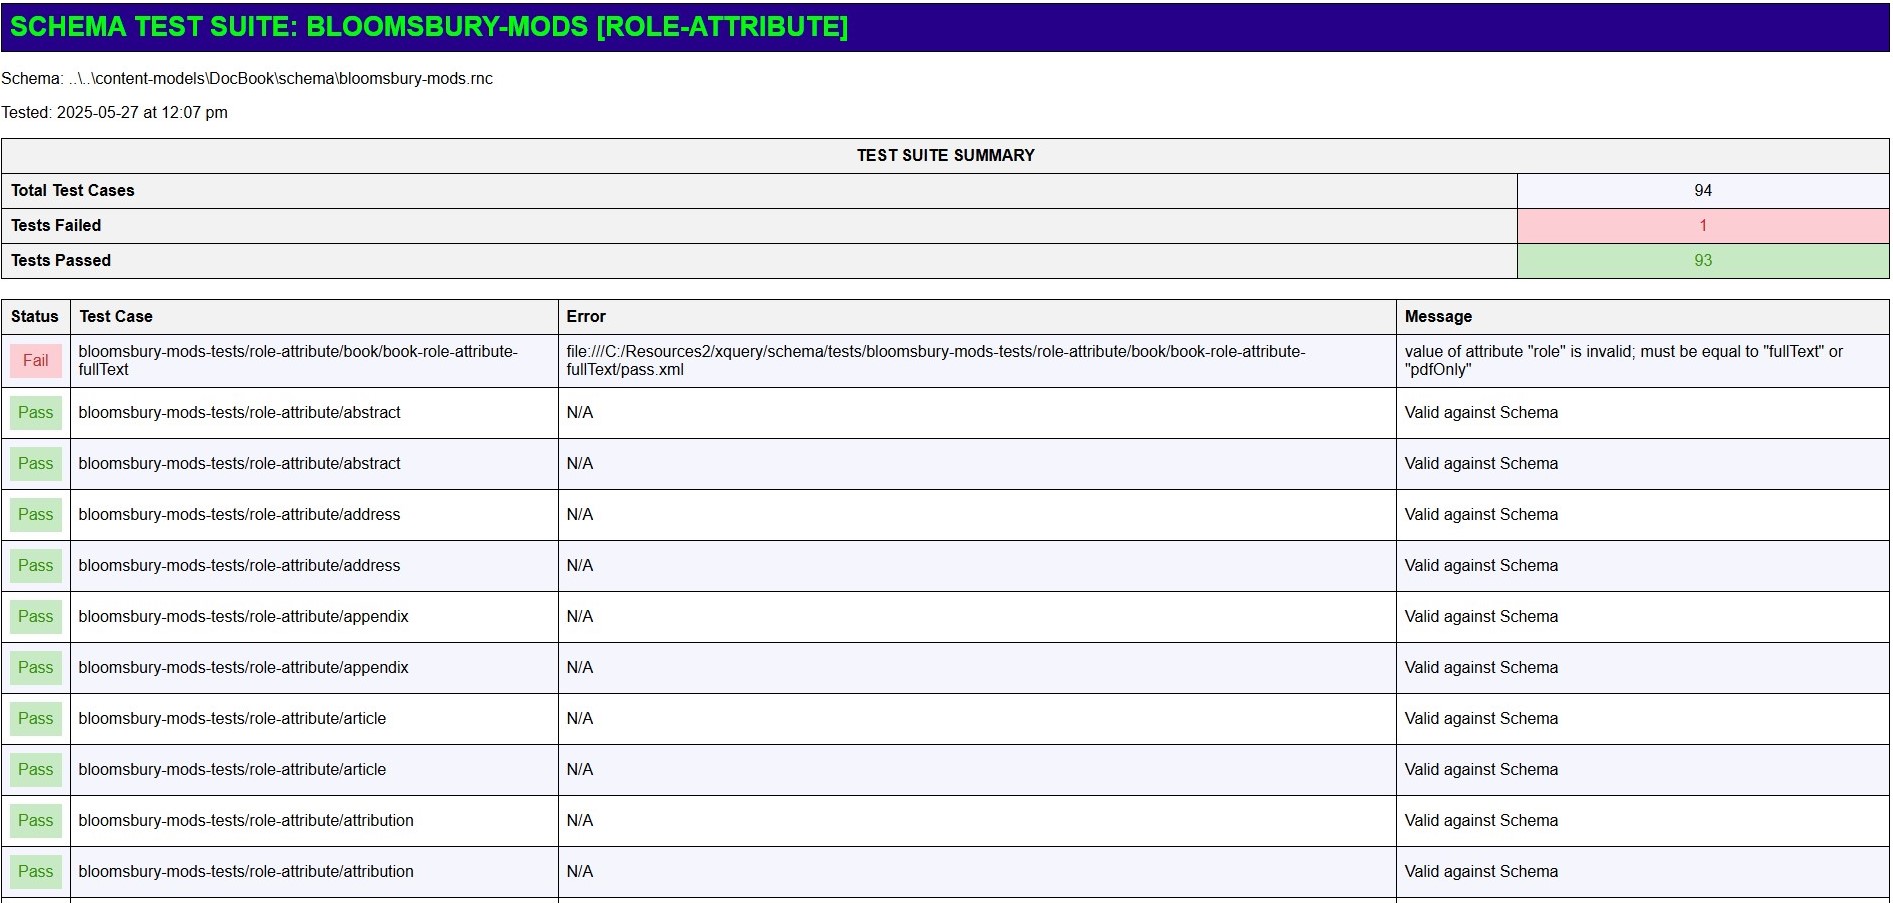 SCHEMA TEST SUITE: BLOOMSBURY-MODS [ROLE-ATTRIBUTE]
Schema: ..\..\content-models\DocBook\schema\bloomsbury-mods.rnc
Tested: 2025-05-27 at 12:07 pm
TEST SUITE SUMMARY
Total Test Cases 94
Tests Failed 1
Tests Passed 93
Status Test Case Error Message
Fail bloomsbury-mods-tests/role-attribute/book/book-role-attribute- file:///C:/Resources2/xquery/schema/tests/bloomsbury-mods-tests/role-attribute/book/book-role-attribute- value of attribute "role" is invalid; must be equal to "fullText" or
fullText fullText/pass.xml "pdfOnly"
Pass bloomsbury-mods-tests/role-attribute/abstract N/A Valid against Schema
Pass bloomsbury-mods-tests/role-attribute/abstract N/A Valid against Schema
Pass bloomsbury-mods-tests/role-attribute/address N/A Valid against Schema
Pass bloomsbury-mods-tests/role-attribute/address N/A Valid against Schema
Pass bloomsbury-mods-tests/role-attribute/appendix N/A Valid against Schema
Pass bloomsbury-mods-tests/role-attribute/appendix N/A Valid against Schema
Pass bloomsbury-mods-tests/role-attribute/article N/A Valid against Schema
Pass bloomsbury-mods-tests/role-attribute/article N/A Valid against Schema
Pass bloomsbury-mods-tests/role-attribute/attribution N/A Valid against Schema
Pass bloomsbury-mods-tests/role-attribute/attribution N/A Valid against Schema